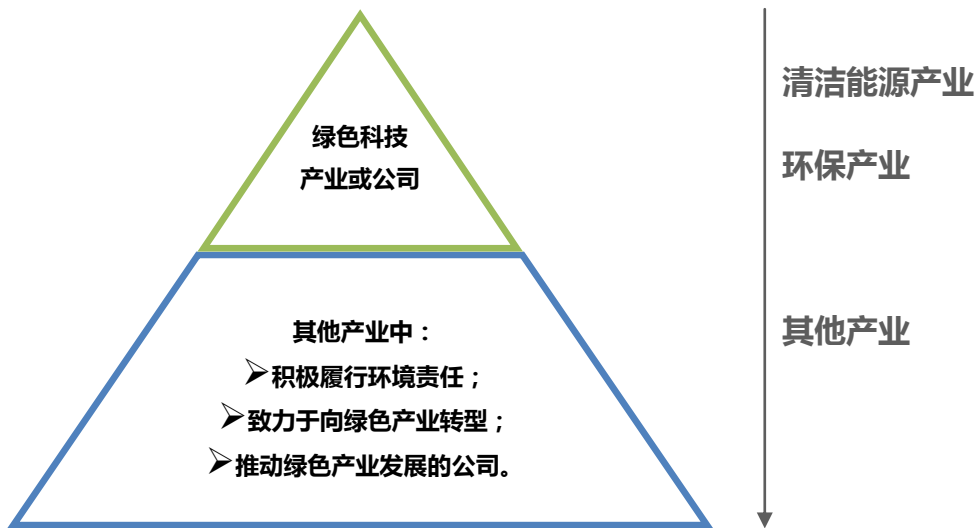 绿色科技
产业或公司
清洁能源产业
环保产业
其他产业中：
➢积极履行环境责任；
➢致力于向绿色产业转型；
➢推动绿色产业发展的公司。
其他产业